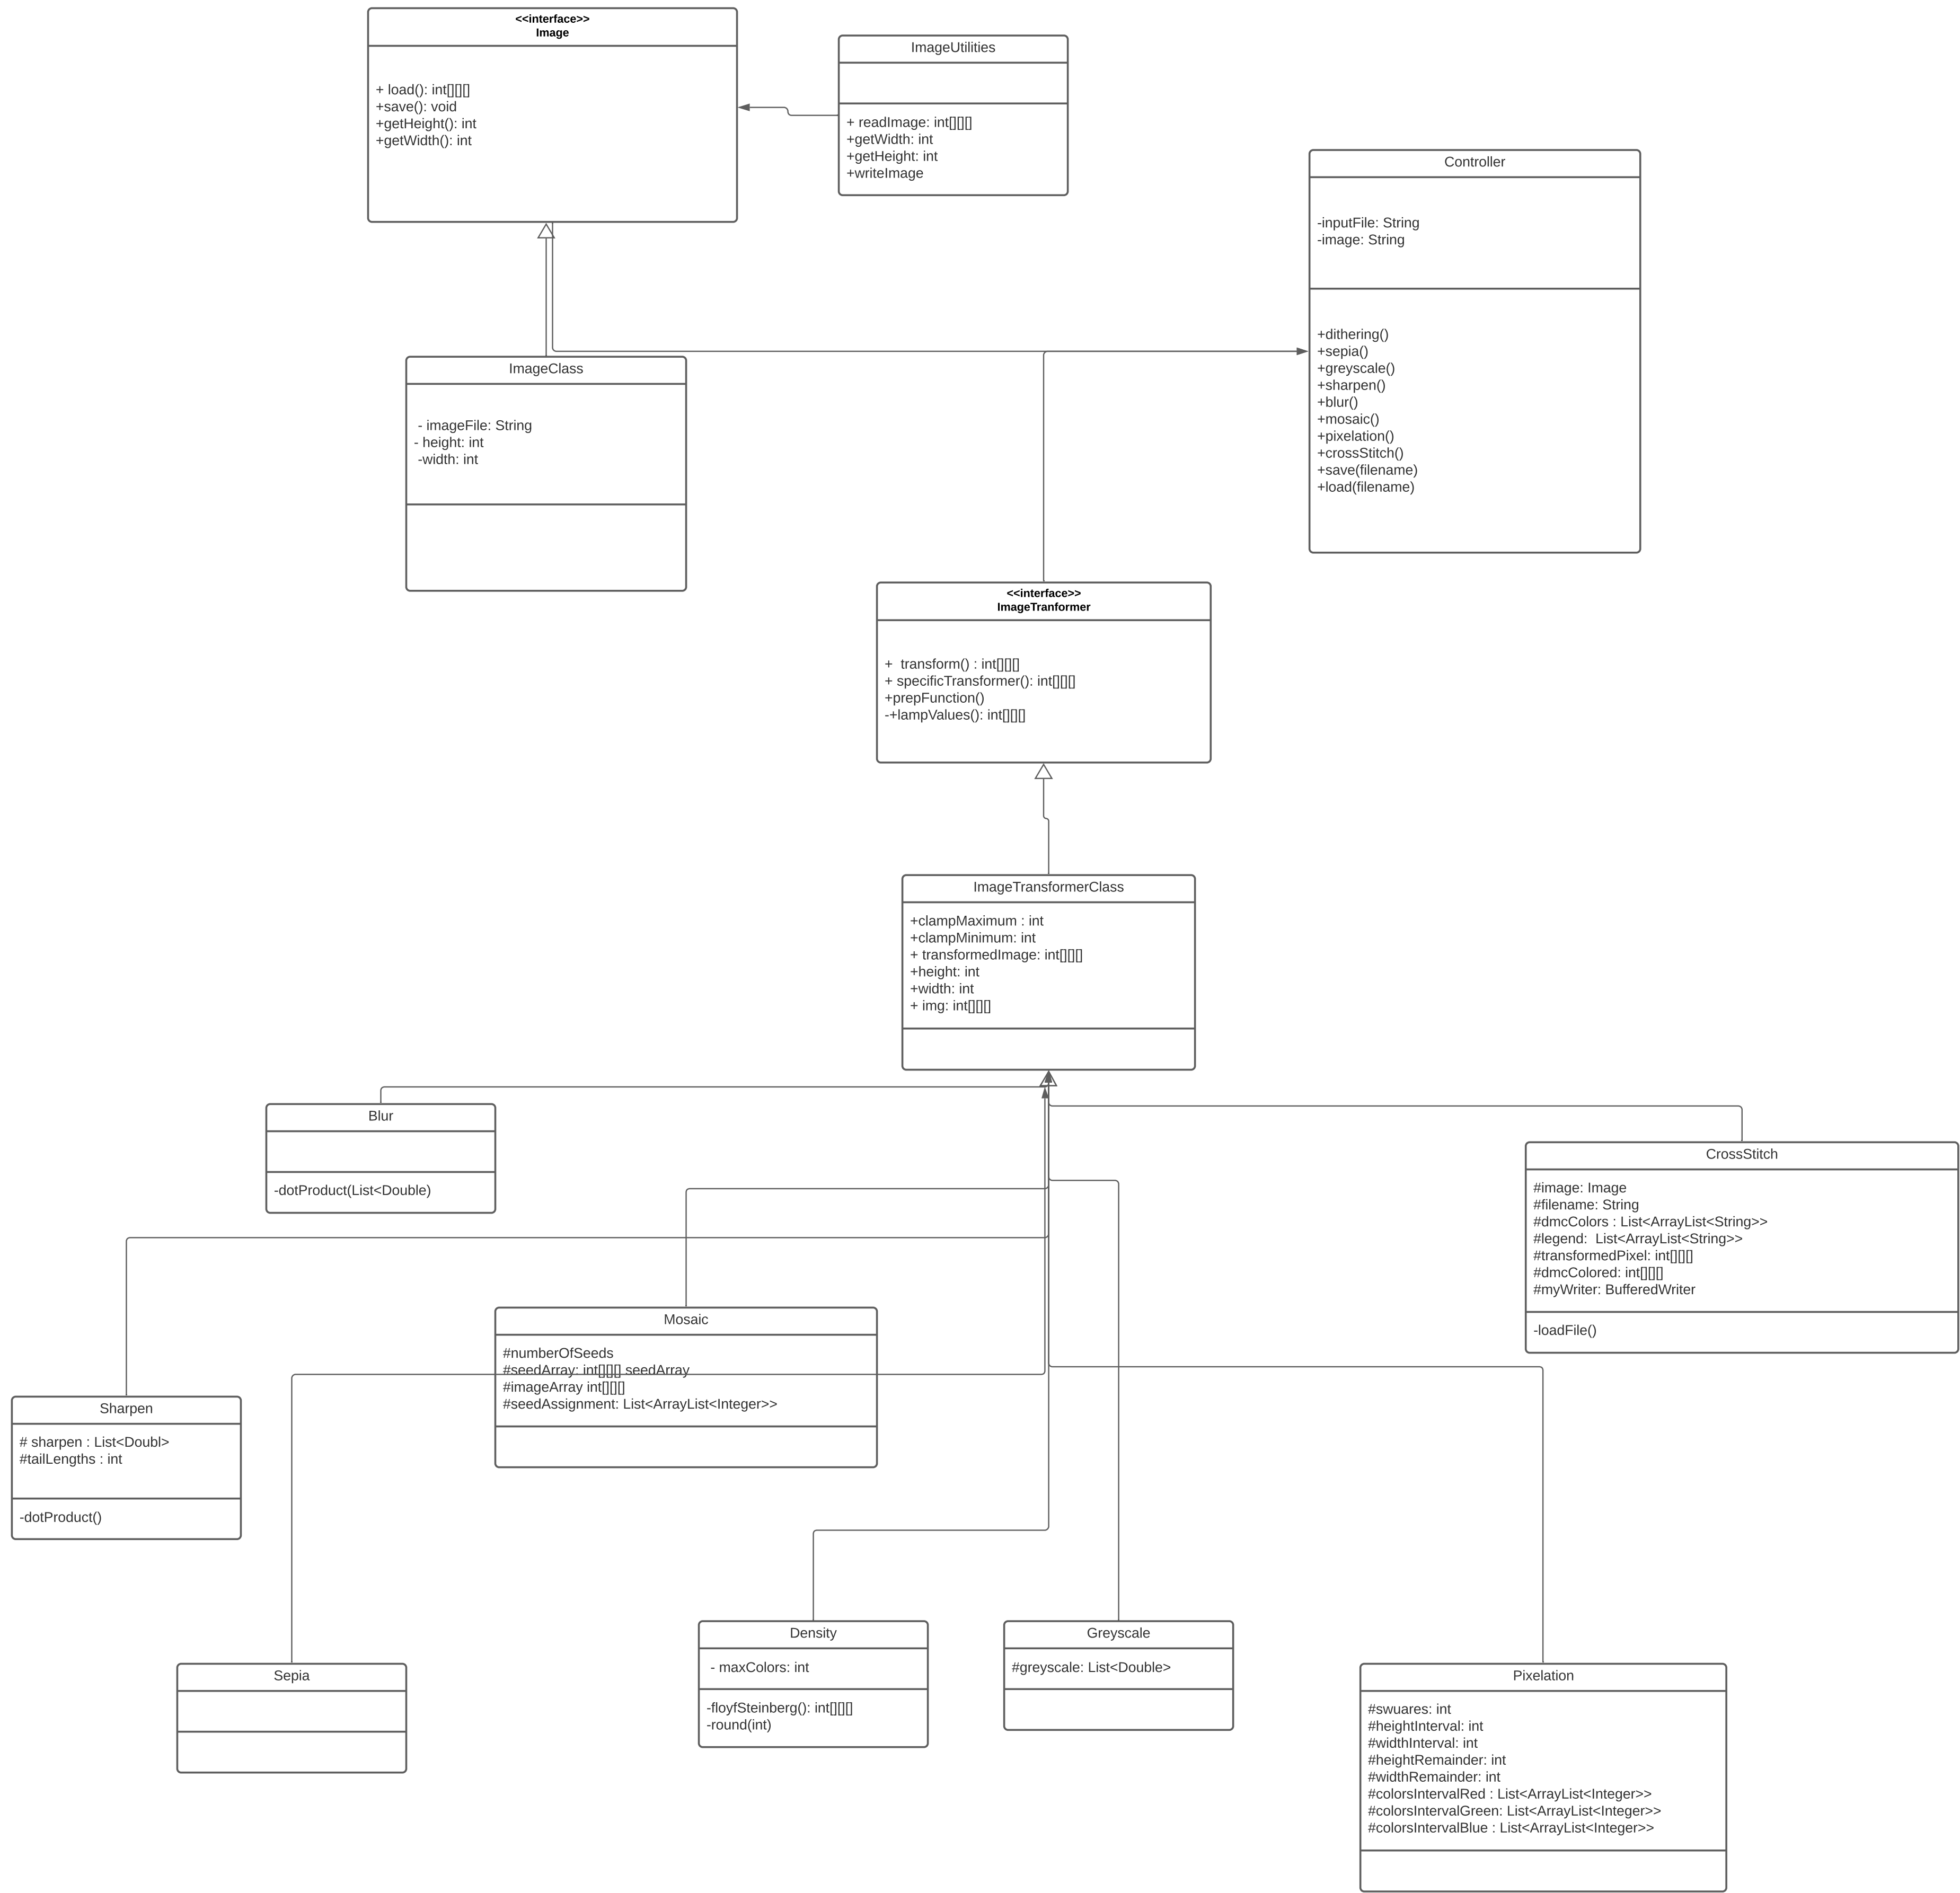 <<interface>>
Image
+ load(): int[][][]
+save(): void
+getHeight(): int
+getWidth(): int
ImageUtilities
+ readImage: int[][][]
+getWidth: int
+getHeight: int
+writeImage
Controller
-inputFile: String
-image: String
+dithering()
+sepia()
+greyscale()
+sharpen()
+blur()
+mosaic()
+pixelation()
+crossStitch()
+save(filename)
+load(filename)
ImageClass
- imageFile: String
- height: int
-width: int
<<interface>>
ImageTranformer
+  transform() : int[][][]
+ specificTransformer(): int[][][]
+prepFunction()
-+lampValues(): int[][][]
ImageTransformerClass
+clampMaximum : int
+clampMinimum: int
+ transformedImage: int[][][]
+height: int
+width: int
+ img: int[][][]
Blur
-dotProduct(List<Double)
CrossStitch
#image: Image
#filename: String
#dmcColors : List<ArrayList<String>>
#legend:  List<ArrayList<String>>
#transformedPixel: int[][][]
#dmcColored: int[][][]
#myWriter: BufferedWriter
-loadFile()
Mosaic
#numberOfSeeds
#seedArray: int[][][] seedArray
#imageArray int[][][]
#seedAssignment: List<ArrayList<Integer>>
Sharpen
# sharpen : List<Doubl>
#tailLengths : int
-dotProduct()
Sepia
Density
- maxColors: int
-floyfSteinberg(): int[][][]
-round(int)
Greyscale
#greyscale: List<Double>
Pixelation
#swuares: int
#heightInterval: int
#widthInterval: int
#heightRemainder: int
#widthRemainder: int
#colorsIntervalRed : List<ArrayList<Integer>>
#colorsIntervalGreen: List<ArrayList<Integer>>
#colorsIntervalBlue : List<ArrayList<Integer>>